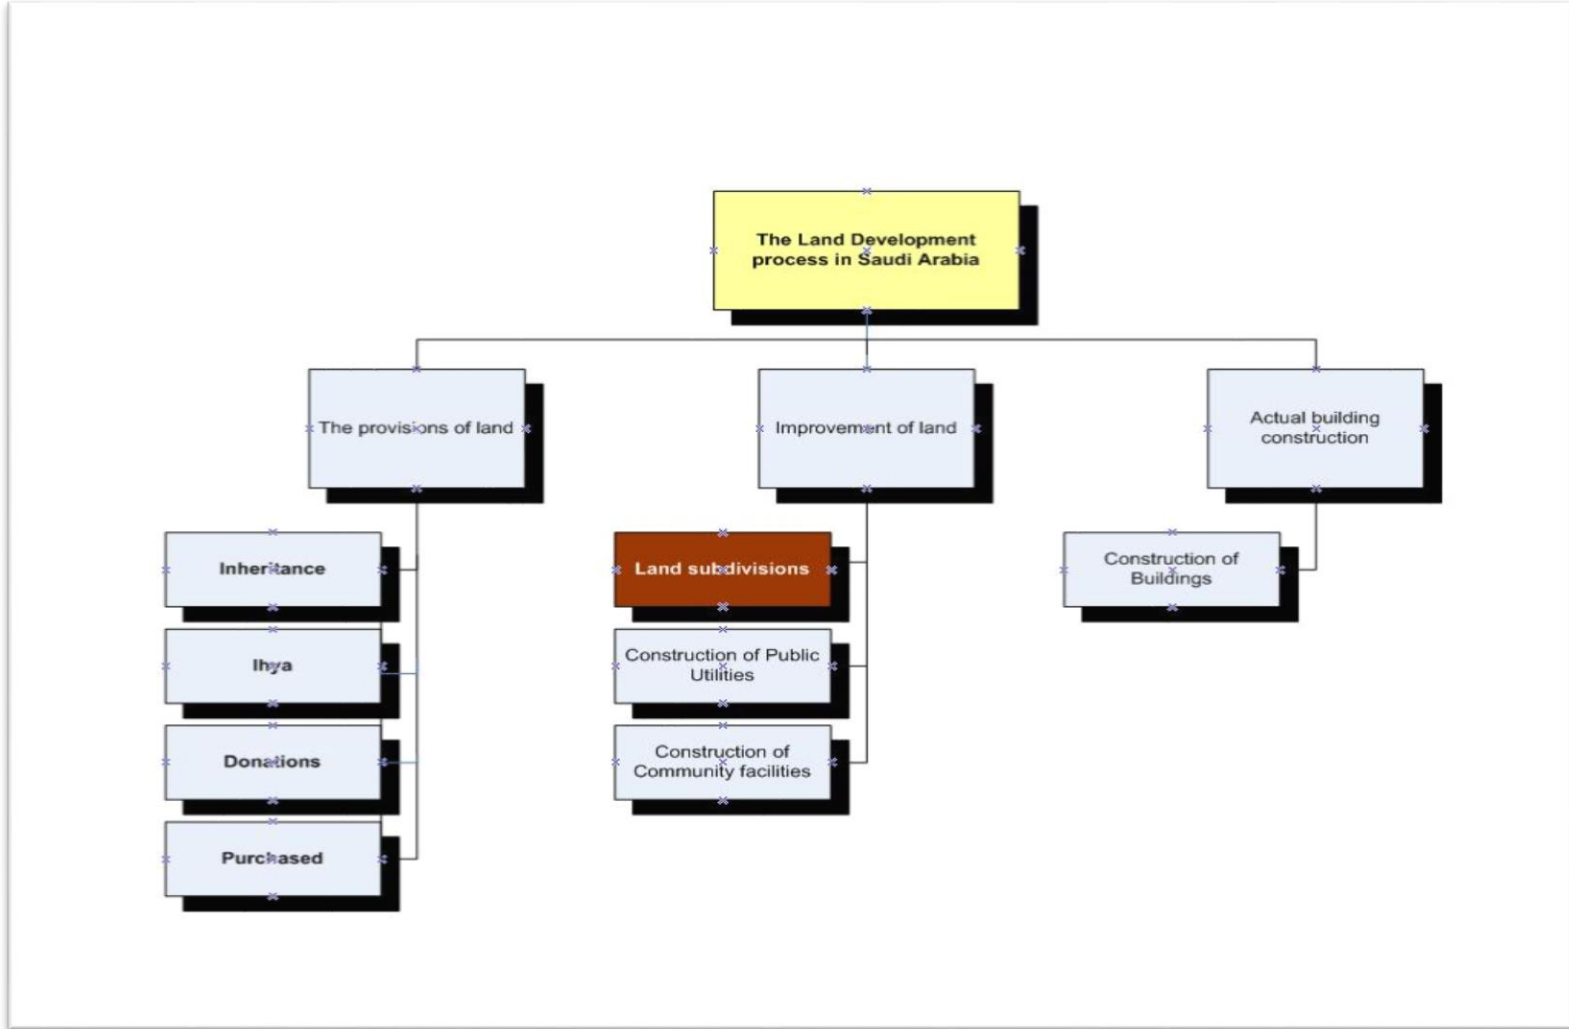 The Land Development
process in Saudi Arabia
The provisions of land
Improvement of land
Actual building
construction
Inheritance
Ihya
Donations
Purchased
Land subdivisions
Construction of Public
Utilities
Construction of
Community facilities
Construction of
Buildings